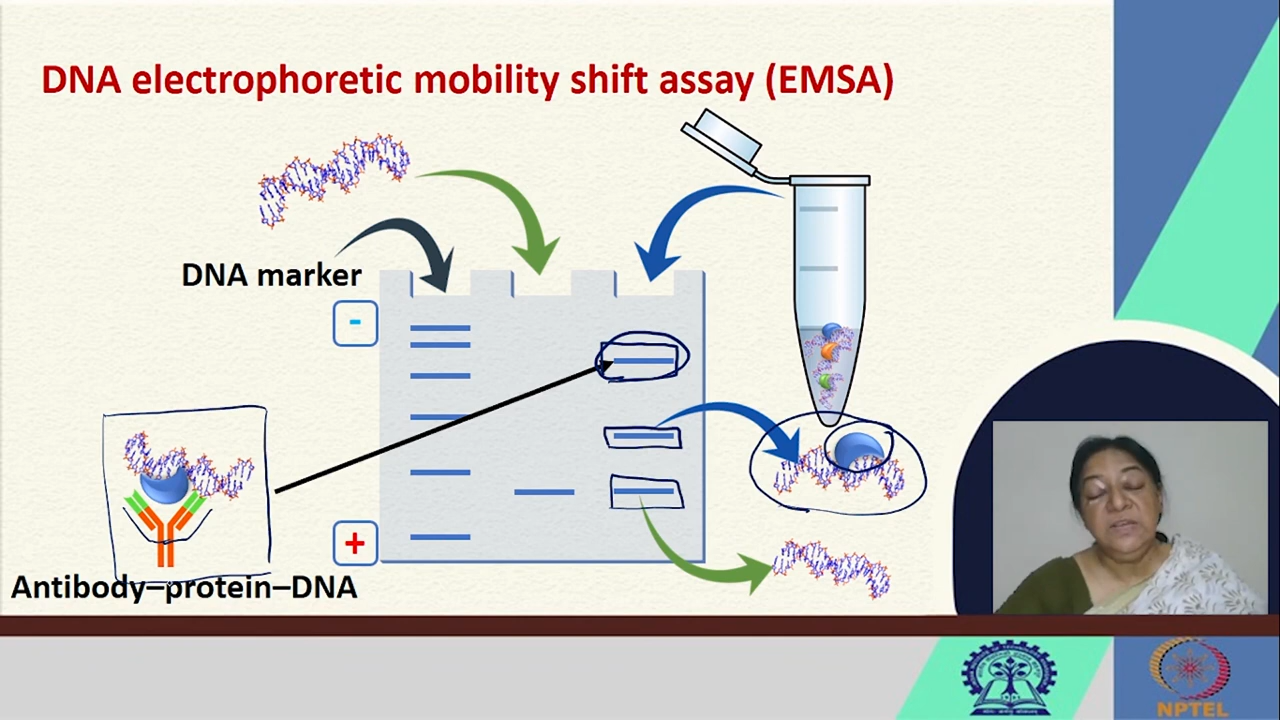 DNA electrophoretic mobility shift assay (EMSA)
DNA marker
-
+
Antibody–protein–DNA
NPTEL